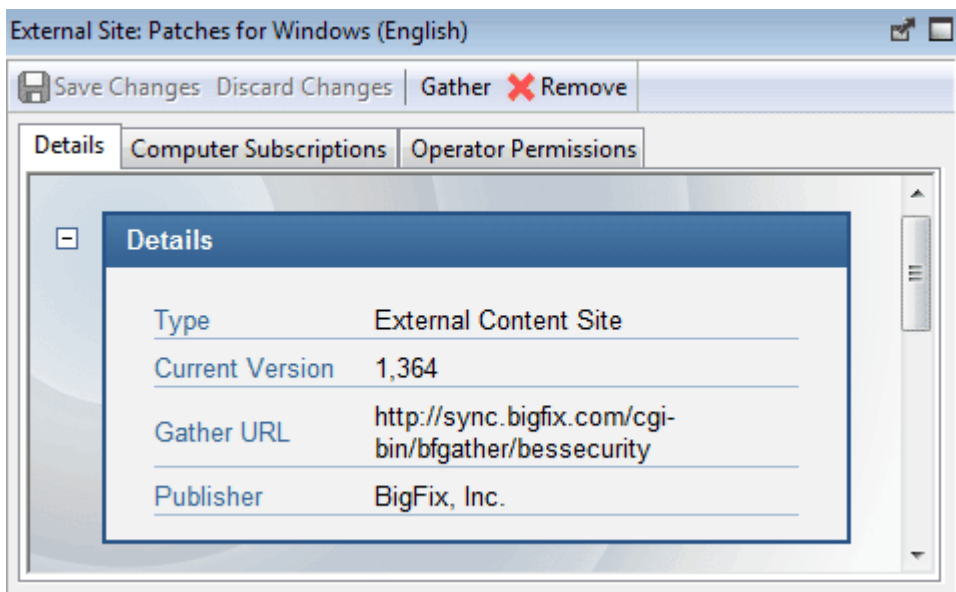 External Site: Patches for Windows (English)
Save Changes Discard Changes Gather Remove
Details Computer Subscriptions Operator Permissions
Details
Type External Content Site
Current Version 1,364
Gather URL http://sync.bigfix.com/cgi-
bin/bfgather/bessecurity
Publisher BigFix, Inc.